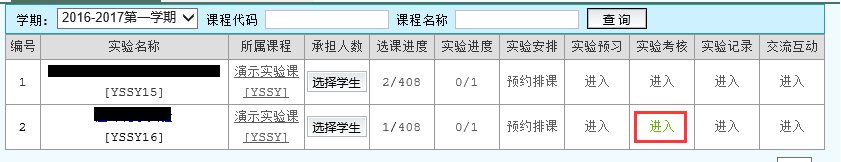 学期： 2016-2017第一学期 课程代码 课程名称 查 询
编号 实验名称 所属课程 承担人数 选课进度 实验进度 实验安排 实验预习 实验考核 实验记录 交流互动
1 [YSSY15] 演示实验课 [YSSY] 选择学生 2/408 0/1 预约排课 进入 进入 进入 进入
2 [YSSY16] 演示实验课 [YSSY] 选择学生 1/408 0/1 预约排课 进入 进入 进入 进入